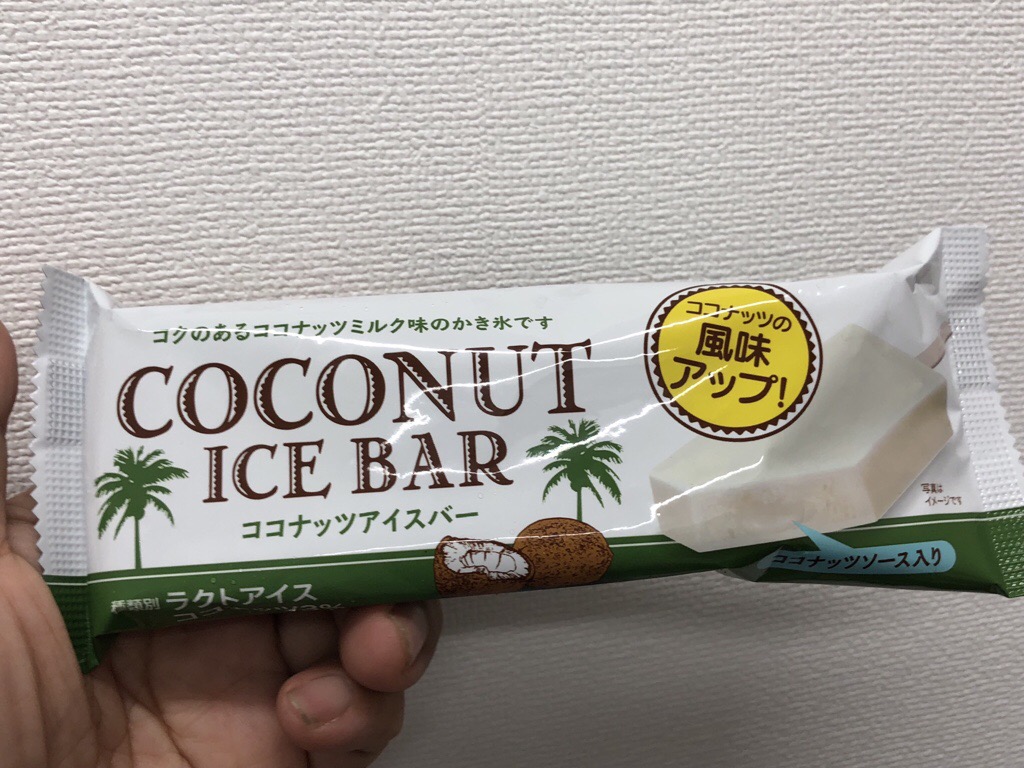 コクのあるココナッツミルク味のかき氷です
COCONUT
ICE BAR
ココナッツアイスバー
ココナッツの
風味
アップ!
写真は
イメージです
ココナッツソース入り
種類別 ラクトアイス